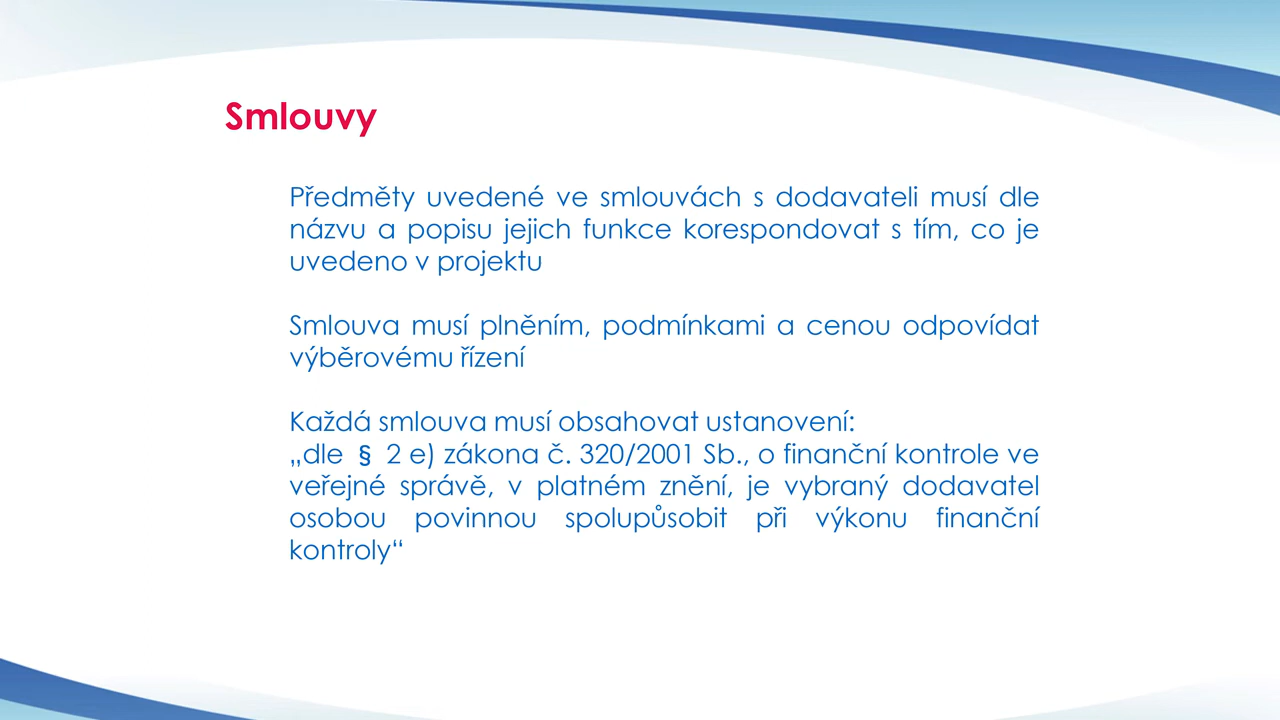 Smlouvy
Předměty uvedené ve smlouvách s dodavateli musí dle
názvu a popisu jejich funkce korespondovat s tím, co je
uvedeno v projektu
Smlouva musí plněním, podmínkami a cenou odpovídat
výběrovému řízení
Každá smlouva musí obsahovat ustanovení:
„dle § 2 e) zákona č. 320/2001 Sb., o finanční kontrole ve
veřejné správě, v platném znění, je vybraný dodavatel
osobou povinnou spolupůsobit při výkonu finanční
kontroly“